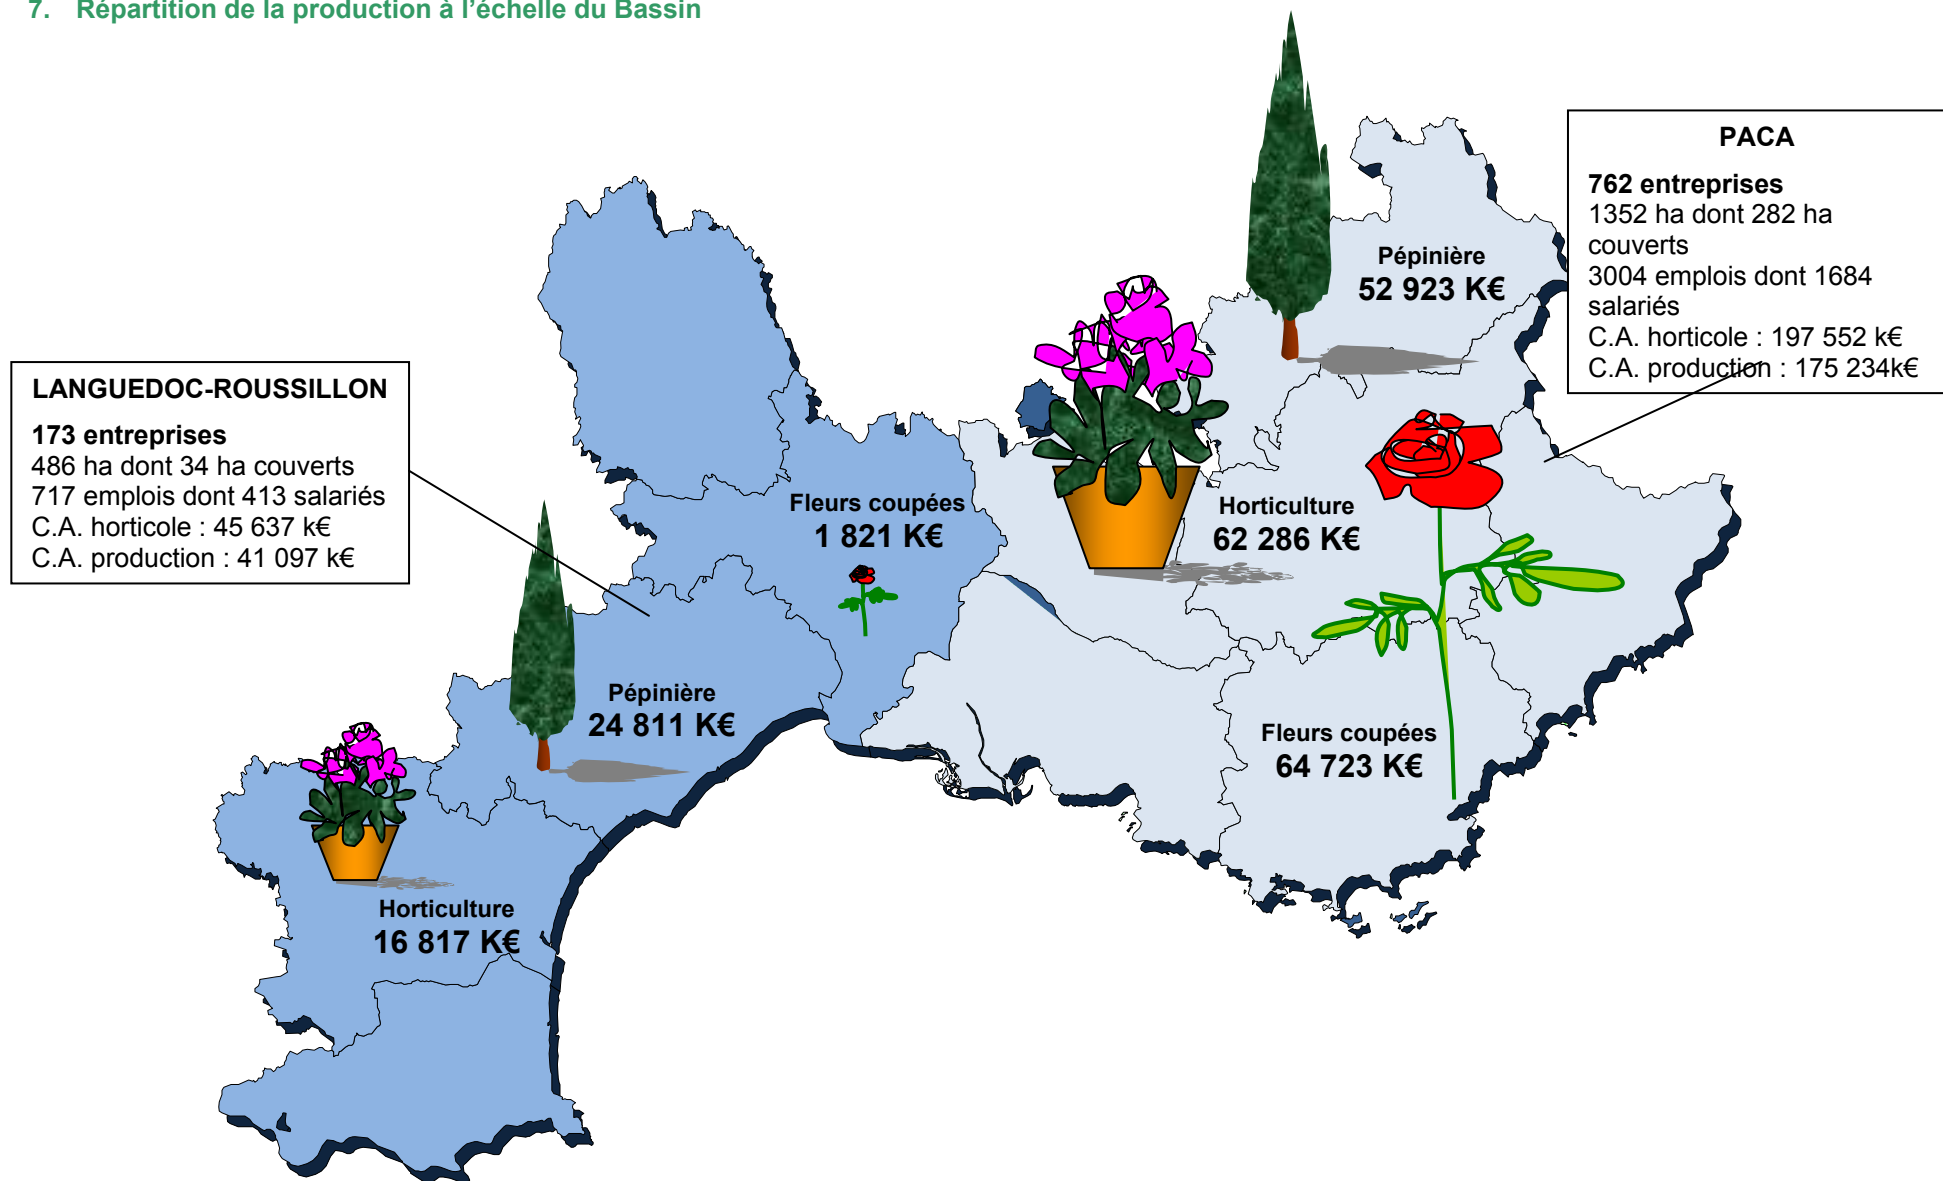 7. Répartition de la production à l'échelle du Bassin
PACA
762 entreprises
1352 ha dont 282 ha
couverts
3004 emplois dont 1684
salariés
C.A. horticole : 197 552 k€
C.A. production : 175 234k€
Pépinière
52 923 K€
LANGUEDOC-ROUSSILLON
173 entreprises
486 ha dont 34 ha couverts
717 emplois dont 413 salariés
C.A. horticole : 45 637 k€
C.A. production : 41 097 k€
Fleurs coupées
1 821 K€
Horticulture
62 286 K€
Pépinière
24 811 K€
Fleurs coupées
64 723 K€
Horticulture
16 817 K€